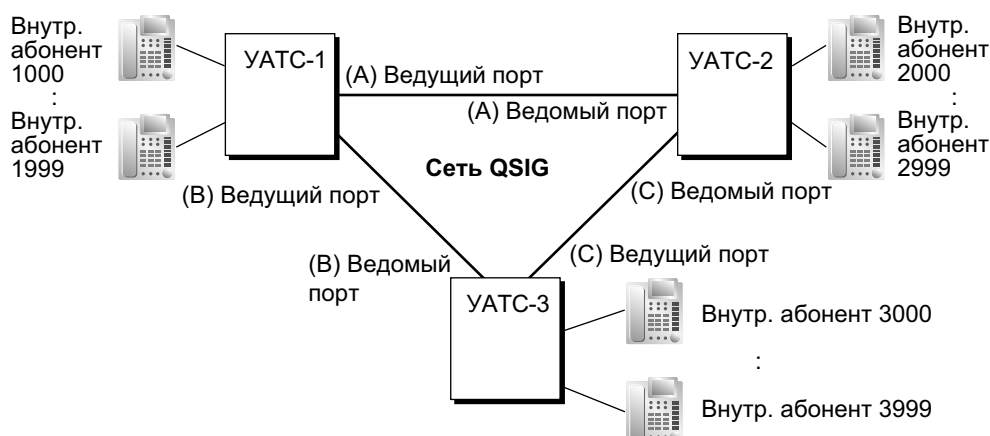 Внутр.
абонент
1000
:
Внутр.
абонент
1999
УАТС-1
(A) Ведущий порт
(A) Ведомый порт
УАТС-2
Внутр.
абонент
2000
:
Внутр.
абонент
2999
Сеть QSIG
(B) Ведущий порт
(C) Ведомый порт
(B) Ведомый
порт
(C) Ведущий порт
УАТС-3
Внутр. абонент 3000
:
Внутр. абонент 3999